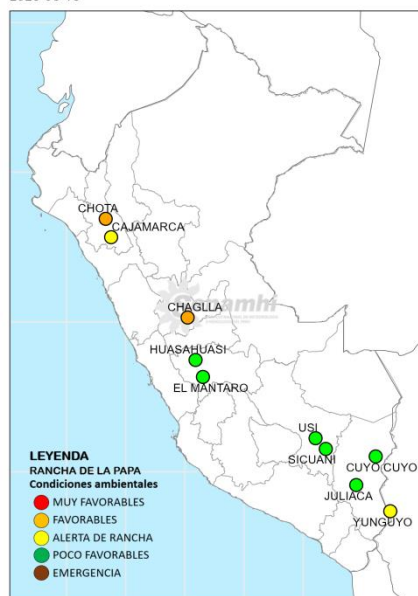 CHOTA
CAJAMARCA
CHAGLLA
Senamhi
HUASAHUASI
EL MANTARO
USI
SICUANI
CUYO CUYO
JULIACA
YUNGUYO
LEYENDA
RANCHA DE LA PAPA
Condiciones ambientales
MUY FAVORABLES
FAVORABLES
ALERTA DE RANCHA
POCO FAVORABLES
EMERGENCIA